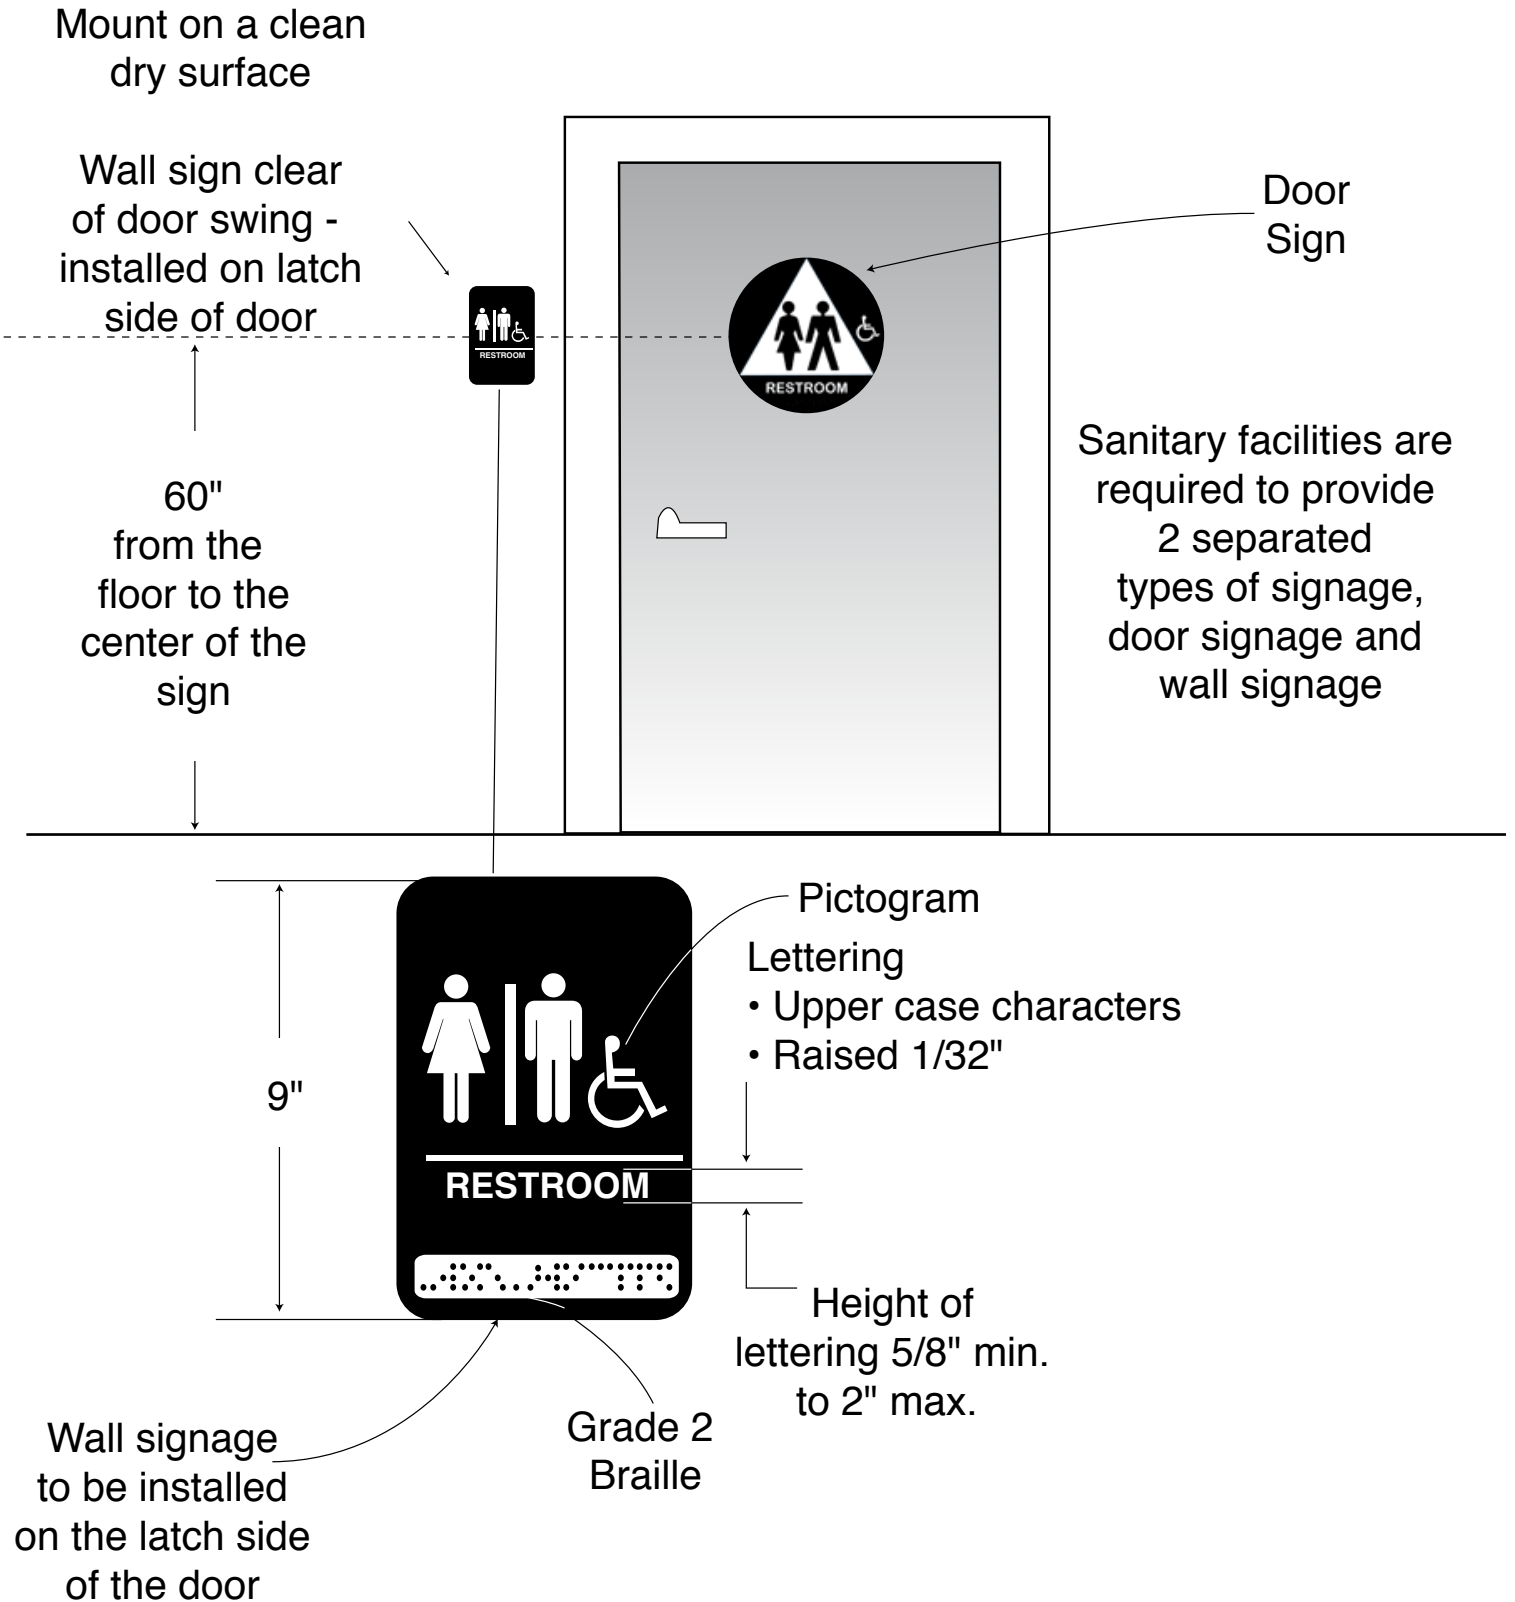 Mount on a clean
dry surface
Wall sign clear
of door swing -
installed on latch
side of door
RESTROOM
RESTROOM
Door
Sign
60"
from the
floor to the
center of the
sign
Sanitary facilities are
required to provide
2 separated
types of signage,
door signage and
wall signage
Pictogram
Lettering
• Upper case characters
• Raised 1/32"
9"
RESTROOM
Height of
lettering 5/8" min.
to 2" max.
Grade 2
Braille
Wall signage
to be installed
on the latch side
of the door